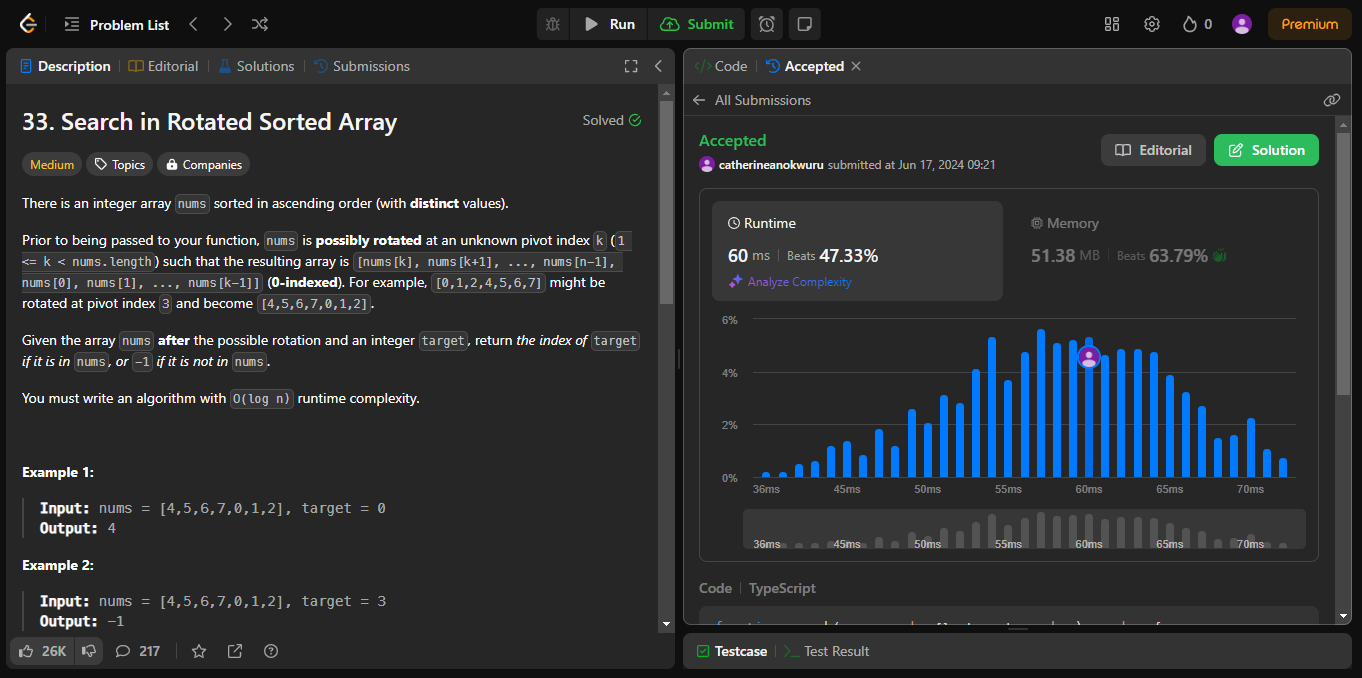 Problem List
Run
Submit
0
Premium
Description
Editorial
Solutions
Submissions
33. Search in Rotated Sorted Array
Solved
Medium
Topics
Companies
There is an integer array nums sorted in ascending order (with distinct values).
Prior to being passed to your function, nums is possibly rotated at an unknown pivot index k (1
<= k < nums.length) such that the resulting array is [nums[k], nums[k+1], ..., nums[n-1],
nums[0], nums[1], ..., nums[k-1]] (0-indexed). For example, [0,1,2,4,5,6,7] might be
rotated at pivot index 3 and become [4,5,6,7,0,1,2].
Given the array nums after the possible rotation and an integer target, return the index of target
if it is in nums, or -1 if it is not in nums.
You must write an algorithm with O(log n) runtime complexity.
Example 1:
Input: nums = [4,5,6,7,0,1,2], target = 0
Output: 4
Example 2:
Input: nums = [4,5,6,7,0,1,2], target = 3
Output: -1
26K
217
Code
Accepted
All Submissions
Accepted
catherineanokwuru submitted at Jun 17, 2024 09:21
Editorial
Solution
Runtime
60 ms
Beats 47.33%
Analyze Complexity
Memory
51.38 MB
Beats 63.79%
6%
4%
2%
0%
36ms 45ms 50ms 55ms 60ms 65ms 70ms
36ms 45ms 50ms 55ms 60ms 65ms 70ms
Code
TypeScript
Testcase
Test Result